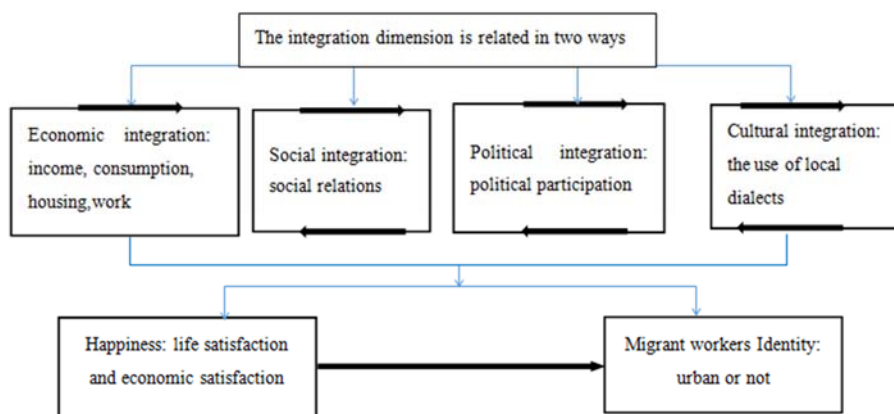 The integration dimension is related in two ways
Economic integration:
income, consumption,
housing,work
Social integration:
social relations
Political integration:
political participation
Cultural integration:
the use of local
dialects
Happiness: life satisfaction
and economic satisfaction
Migrant workers Identity:
urban or not